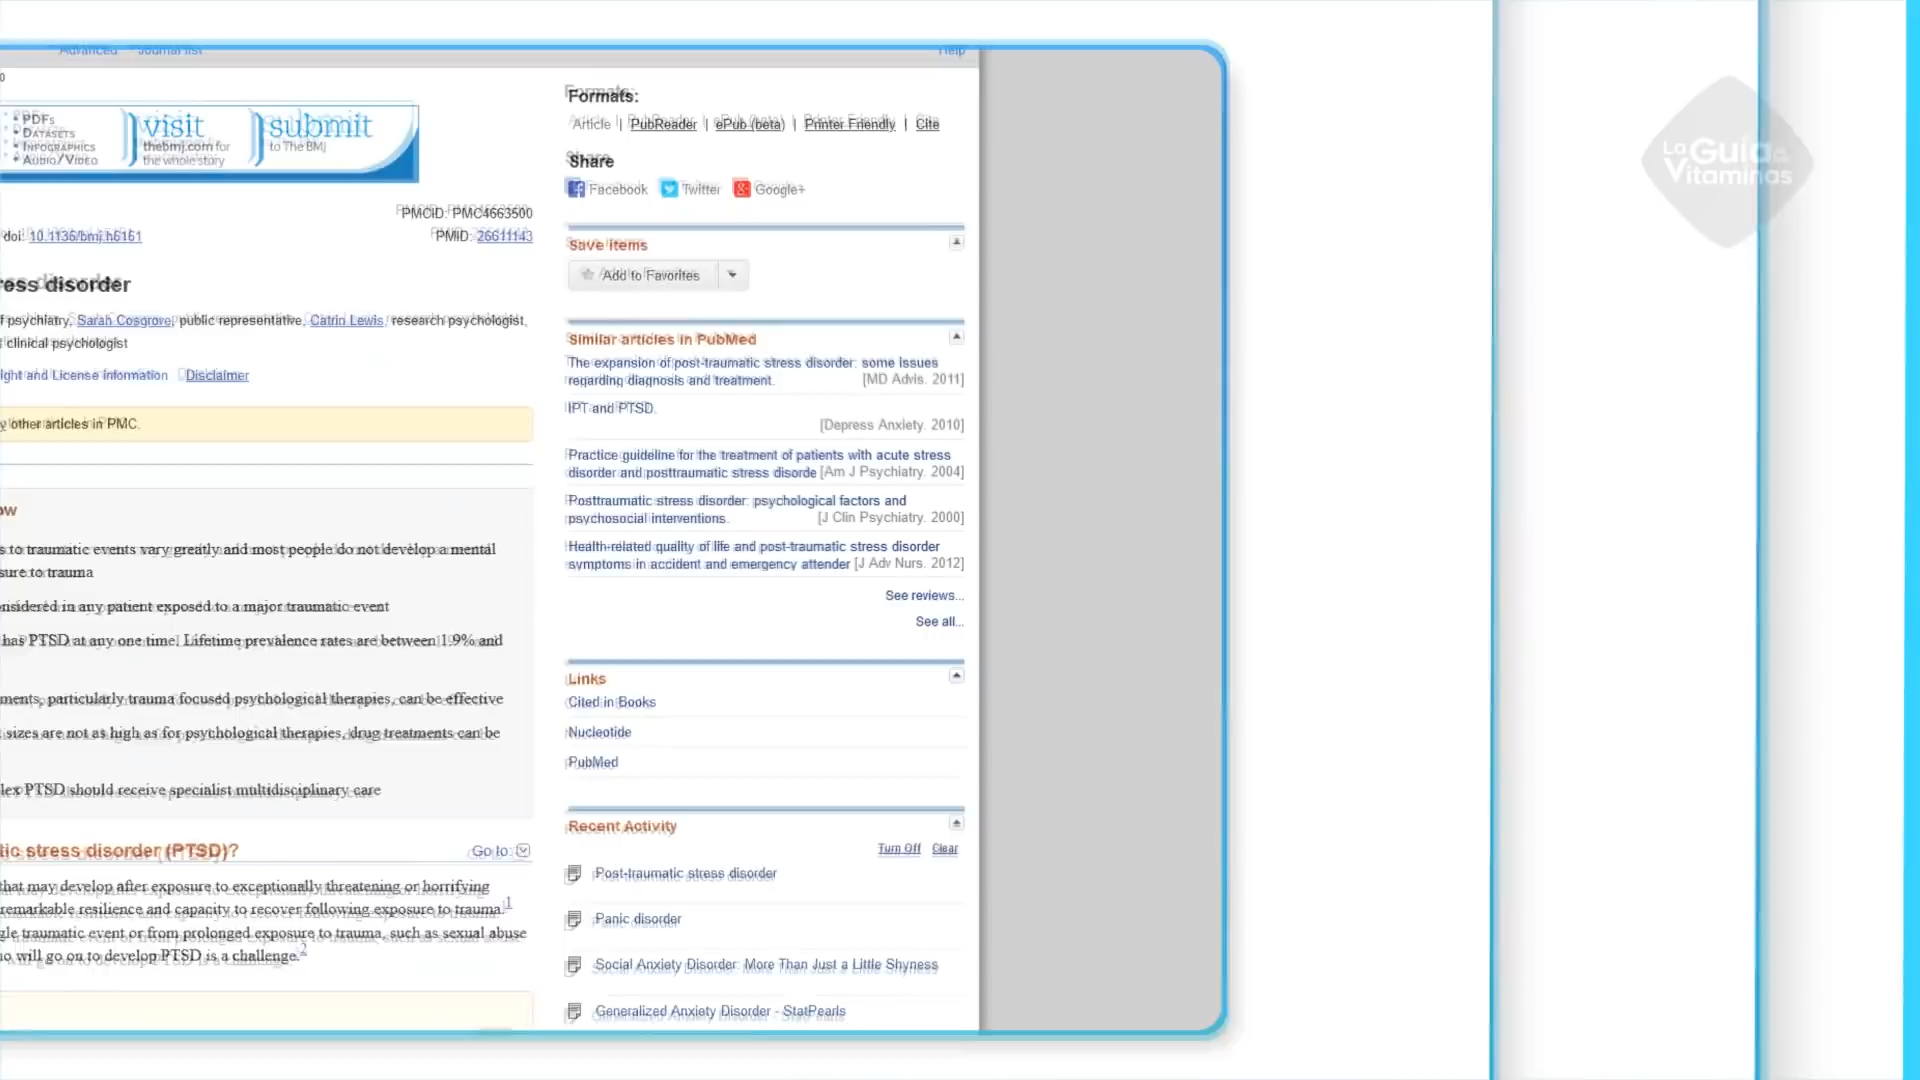 Advanced Journal list
Help
PDFs
Datasets
Infographics
Audio/Video
visit
thebmj.com for
the whole story
submit
to The BMJ
PMCID: PMC4663500
doi: 10.1136/bmj.h6161
PMID: 26611143
ess disorder
f psychiatry, Sarah Cosgrove, public representative, Catrin Lewis, research psychologist,
clinical psychologist
ight and License information Disclaimer
other articles in PMC.
ow
s to traumatic events vary greatly and most people do not develop a mental
sure to trauma
nsidered in any patient exposed to a major traumatic event
has PTSD at any one time. Lifetime prevalence rates are between 1.9% and
ments, particularly trauma focused psychological therapies, can be effective
sizes are not as high as for psychological therapies, drug treatments can be
lex PTSD should receive specialist multidisciplinary care
tic stress disorder (PTSD)?
Go to:
that may develop after exposure to exceptionally threatening or horrifying
remarkable resilience and capacity to recover following exposure to trauma.1
gle traumatic event or from prolonged exposure to trauma, such as sexual abuse
o will go on to develop PTSD is a challenge.2
Formats:
Article | PubReader | ePub (beta) | Printer Friendly | Cite
Share
Facebook Twitter Google+
Save items
Add to Favorites
Similar articles in PubMed
The expansion of post-traumatic stress disorder: some issues
regarding diagnosis and treatment. [MD Advis. 2011]
IPT and PTSD.
[Depress Anxiety. 2010]
Practice guideline for the treatment of patients with acute stress
disorder and posttraumatic stress disorde [Am J Psychiatry. 2004]
Posttraumatic stress disorder: psychological factors and
psychosocial interventions. [J Clin Psychiatry. 2000]
Health-related quality of life and post-traumatic stress disorder
symptoms in accident and emergency attender [J Adv Nurs. 2012]
See reviews...
See all...
Links
Cited in Books
Nucleotide
PubMed
Recent Activity
Turn Off Clear
Post-traumatic stress disorder
Panic disorder
Social Anxiety Disorder: More Than Just a Little Shyness
Generalized Anxiety Disorder - StatPearls
La Guía
Vitaminas